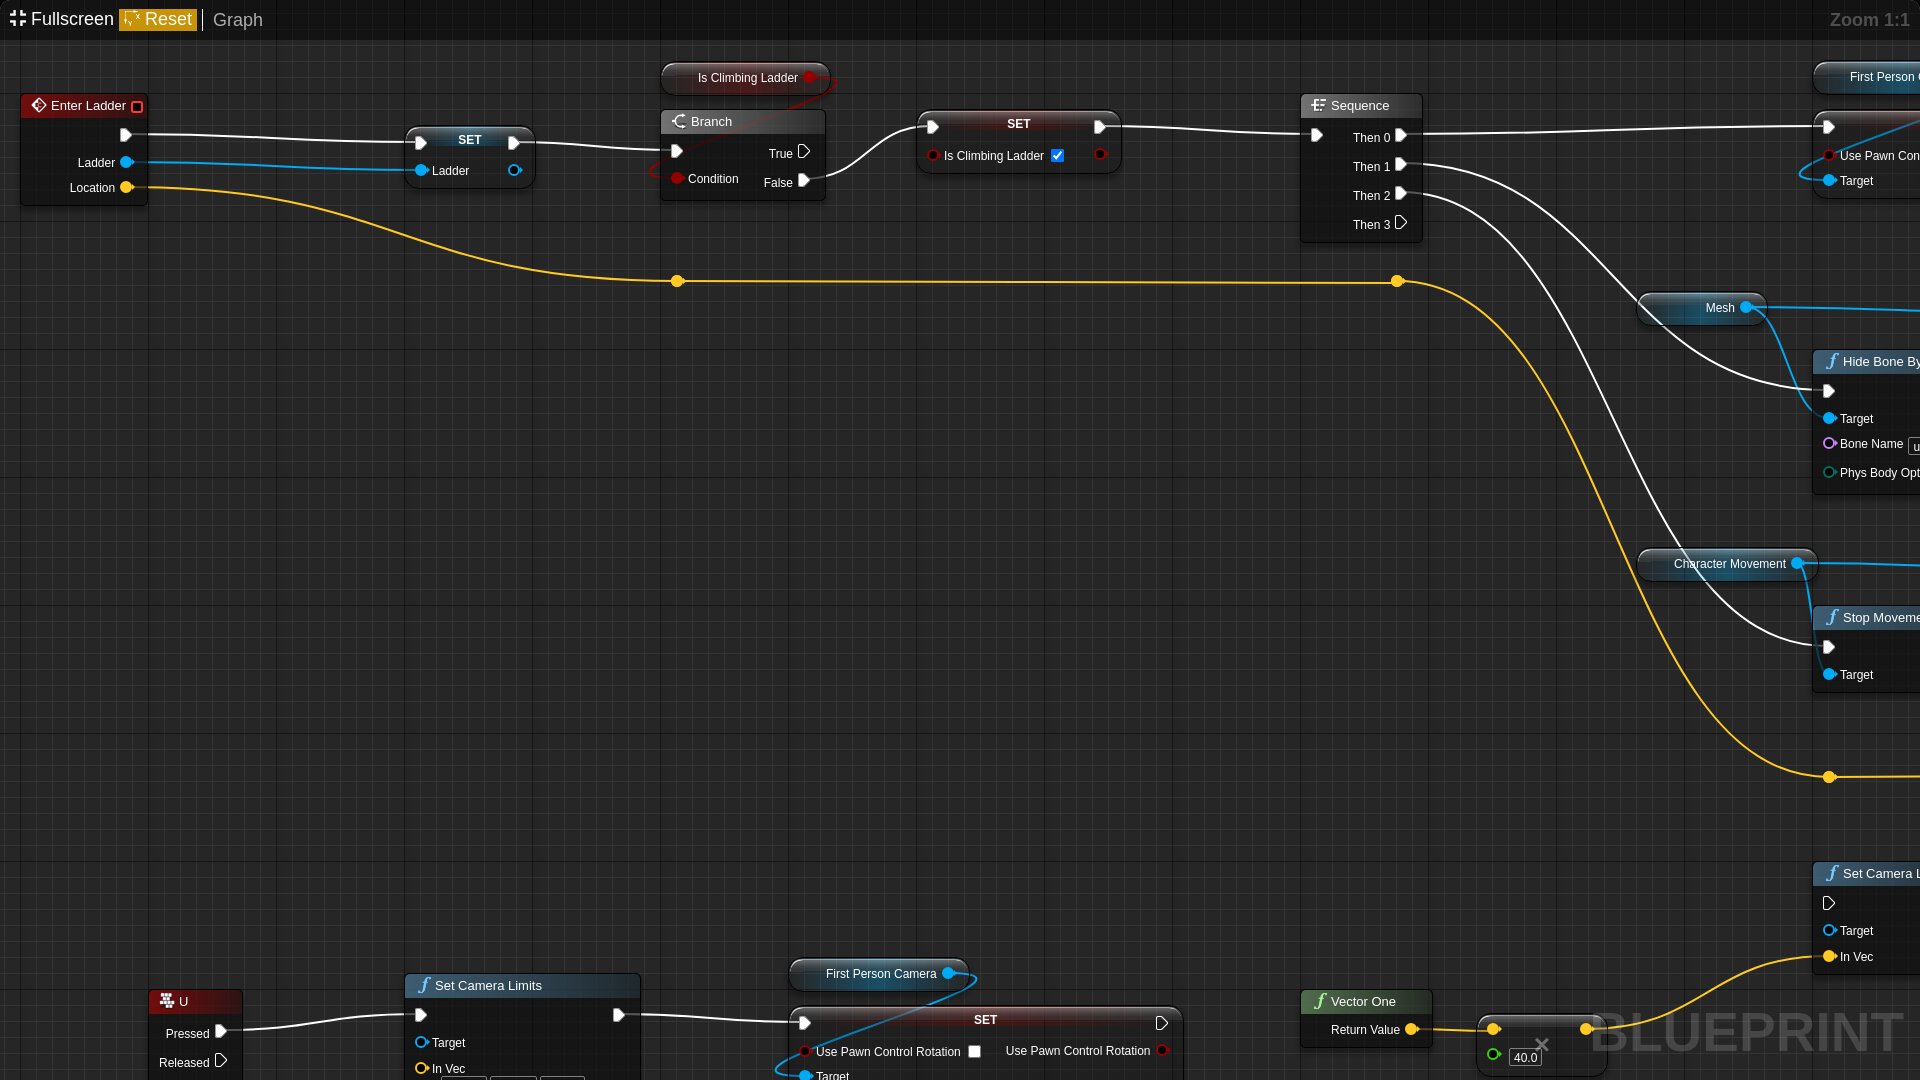 Fullscreen Reset Graph Zoom 1:1
Is Climbing Ladder
First Person
Enter Ladder
Ladder
Location
SET
Ladder
Branch
True
Condition
False
SET
Is Climbing Ladder
Sequence
Then 0
Then 1
Then 2
Then 3
Use Pawn Con
Target
Mesh
Hide Bone By
Target
Bone Name u
Phys Body Opt
Character Movement
Stop Moveme
Target
Set Camera L
Target
In Vec
U
Pressed
Released
Set Camera Limits
Target
In Vec
First Person Camera
SET
Use Pawn Control Rotation Use Pawn Control Rotation
Target
Vector One
Return Value
40.0
BLUEPRINT